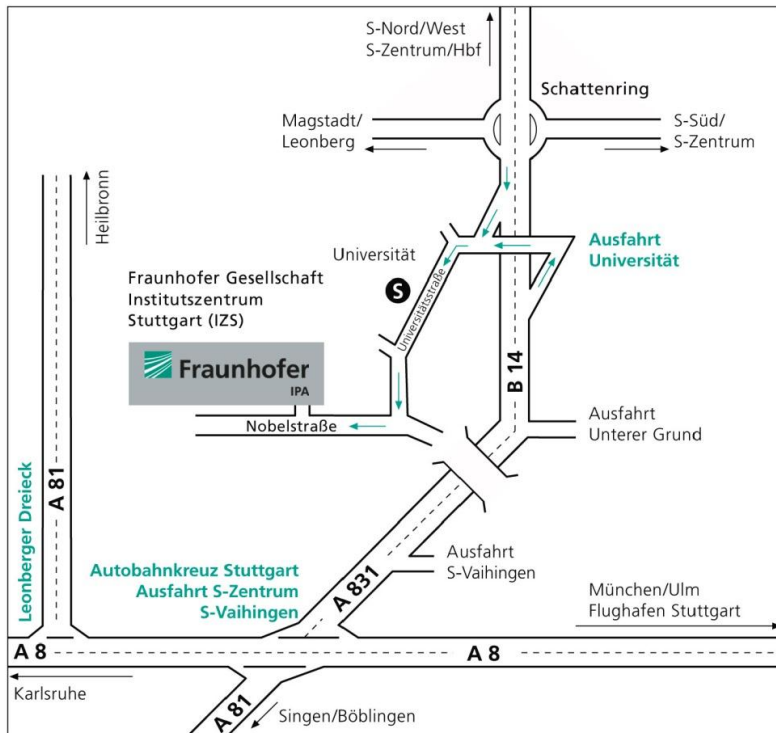 S-Nord/West
S-Zentrum/Hbf
Schattenring
Magstadt/
Leonberg
S-Süd/
S-Zentrum
Heilbronn
Universität
Ausfahrt
Universität
S
Universitätsstraße
Fraunhofer Gesellschaft
Institutszentrum
Stuttgart (IZS)
Fraunhofer
IPA
B 14
Nobelstraße
Ausfahrt
Unterer Grund
A 81
Leonberger Dreieck
Autobahnkreuz Stuttgart
Ausfahrt S-Zentrum
S-Vaihingen
A 831
Ausfahrt
S-Vaihingen
München/Ulm
Flughafen Stuttgart
A 8
A 8
Karlsruhe
A 81
Singen/Böblingen